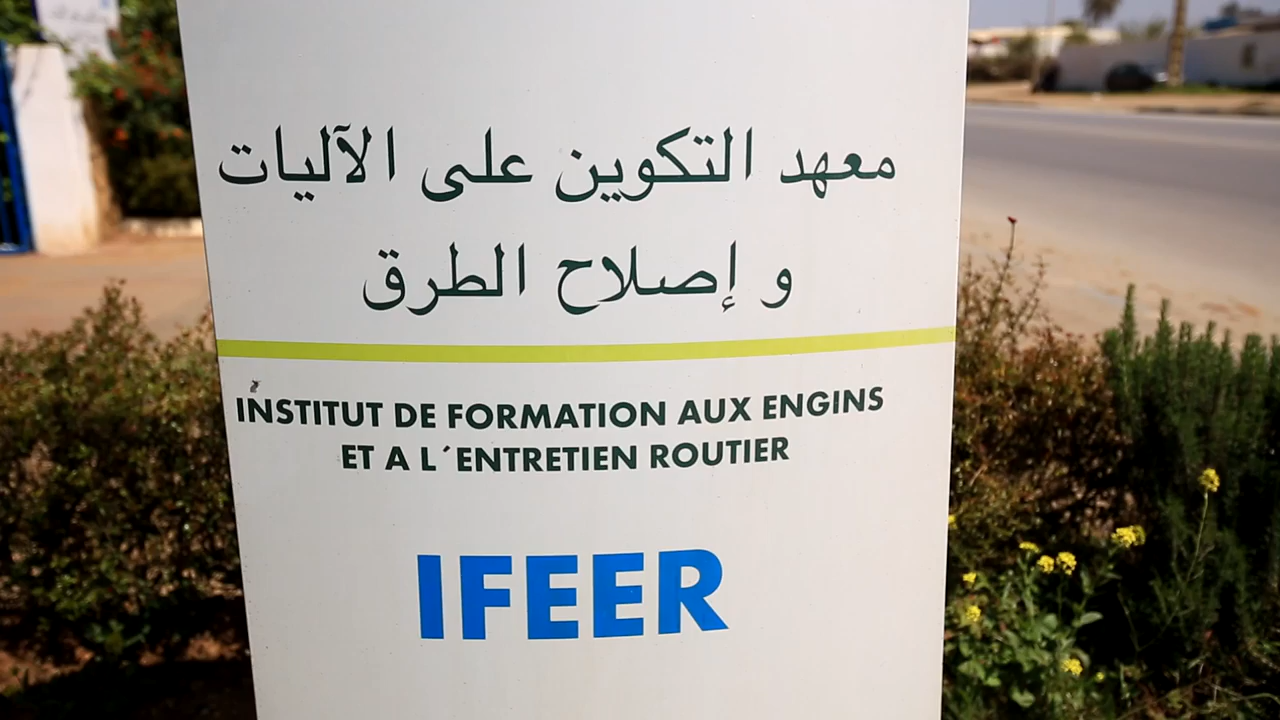 معهد التكوين على الآليات
و إصلاح الطرق
INSTITUT DE FORMATION AUX ENGINS
ET A L´ENTRETIEN ROUTIER
IFEER